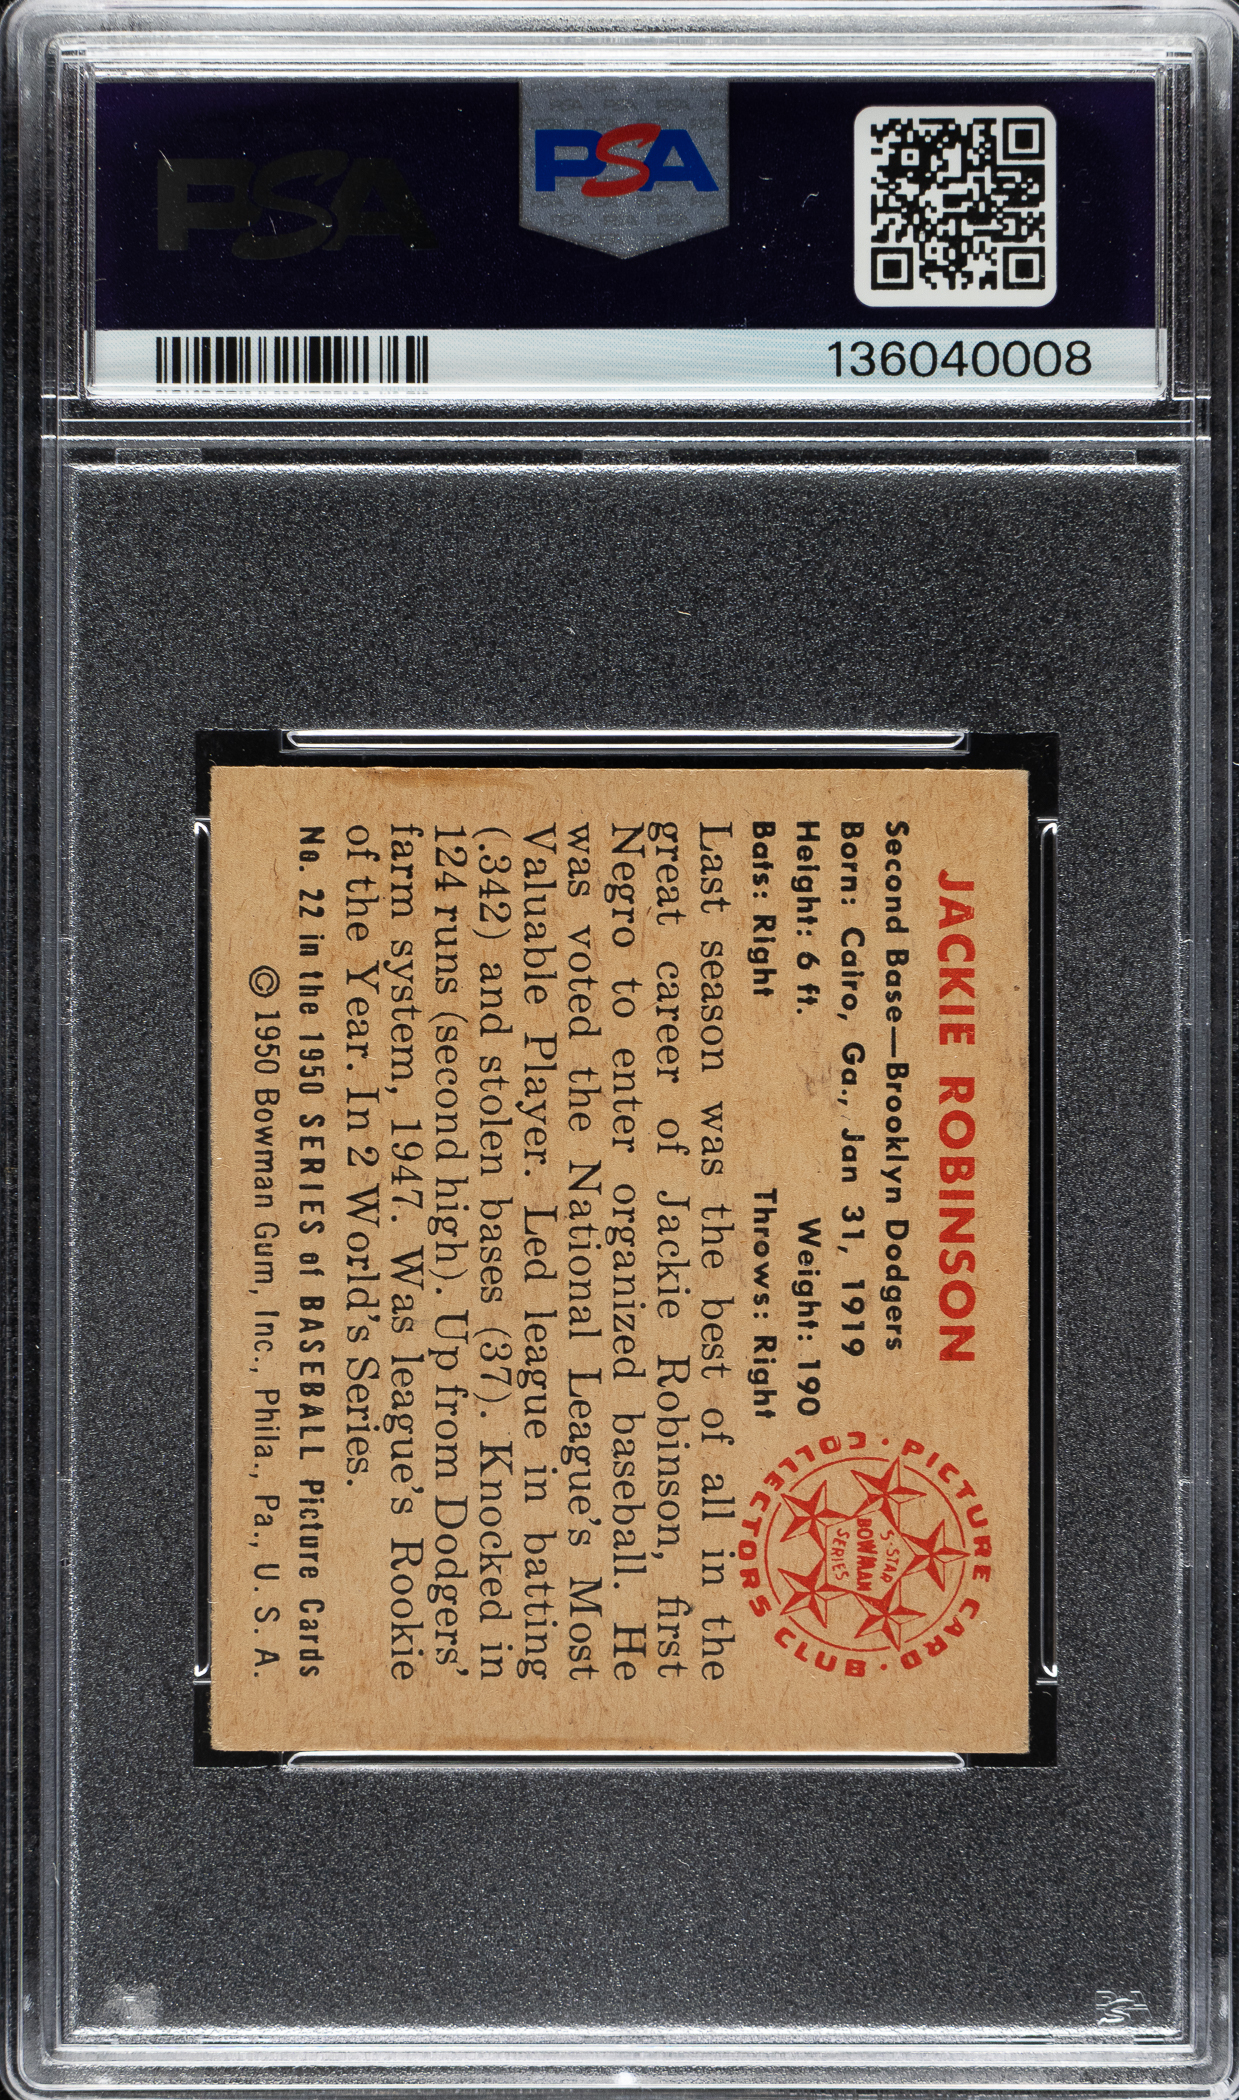 PSA
PSA
136040008
JACKIE ROBINSON
Second Base—Brooklyn Dodgers
Born: Cairo, Ga., Jan 31, 1919
Height: 6 ft. Weight: 190
Bats: Right Throws: Right
PICTURE CARD COLLECTORS CLUB
5-STAR
BOWMAN
SERIES
Last season was the best of all in the
great career of Jackie Robinson, first
Negro to enter organized baseball. He
was voted the National League's Most
Valuable Player. Led league in batting
(.342) and stolen bases (37). Knocked in
124 runs (second high). Up from Dodgers'
farm system, 1947. Was league's Rookie
of the Year. In 2 World's Series.
No. 22 in the 1950 SERIES of BASEBALL Picture Cards
© 1950 Bowman Gum, Inc., Phila., Pa., U. S. A.
PSA